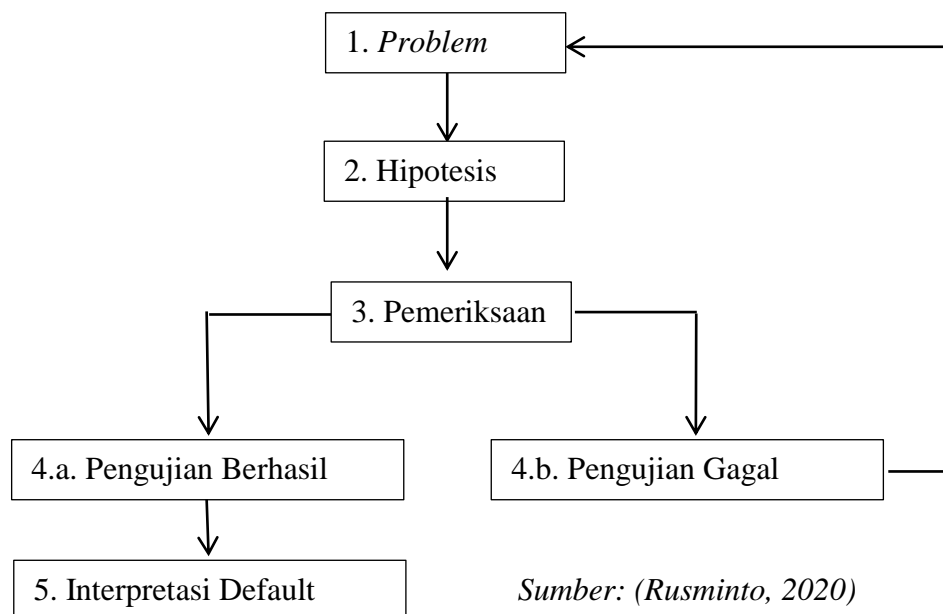 1. Problem
2. Hipotesis
3. Pemeriksaan
4.a. Pengujian Berhasil
4.b. Pengujian Gagal
5. Interpretasi Default
Sumber: (Rusminto, 2020)